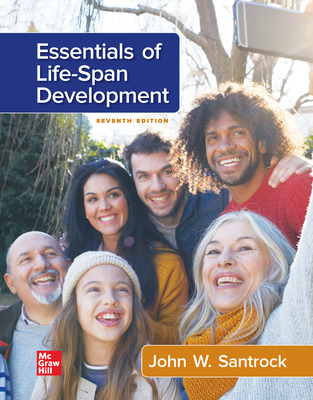 Essentials of
Life-Span
Development
SEVENTH EDITION
Mc
Graw
Hill
John W. Santrock